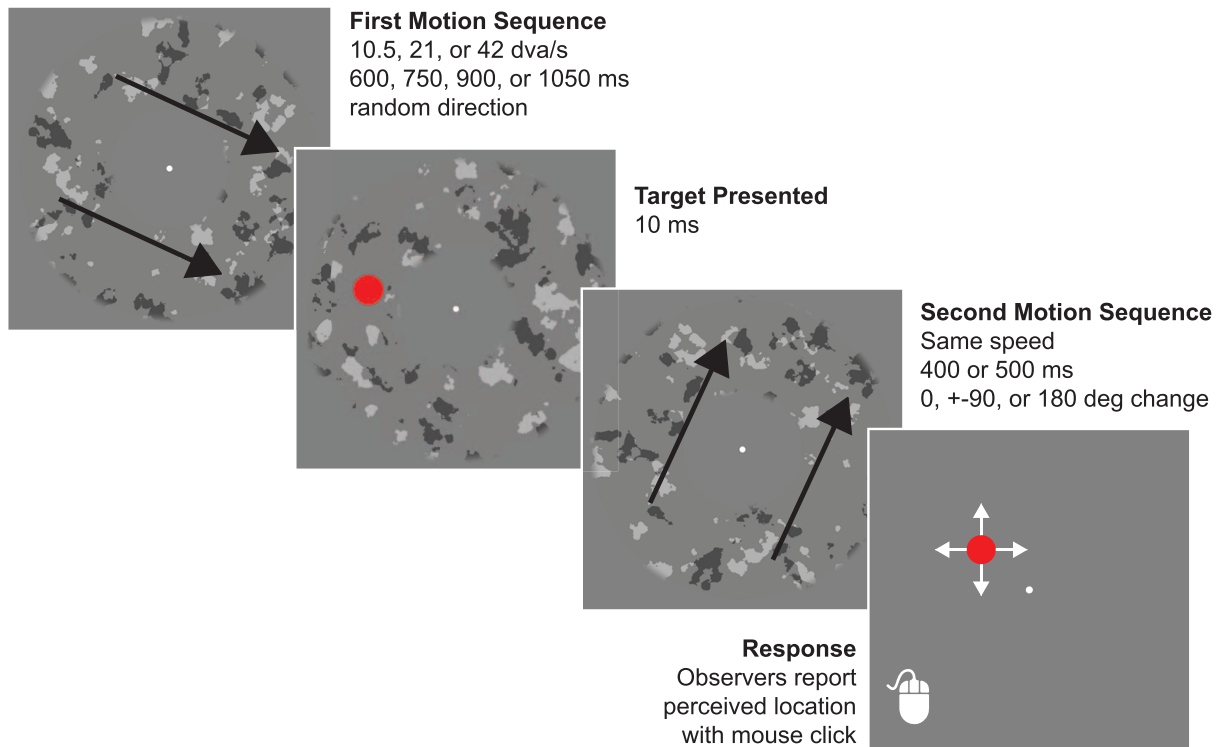 First Motion Sequence
10.5, 21, or 42 dva/s
600, 750, 900, or 1050 ms
random direction
Target Presented
10 ms
Second Motion Sequence
Same speed
400 or 500 ms
0, +-90, or 180 deg change
Response
Observers report
perceived location
with mouse click